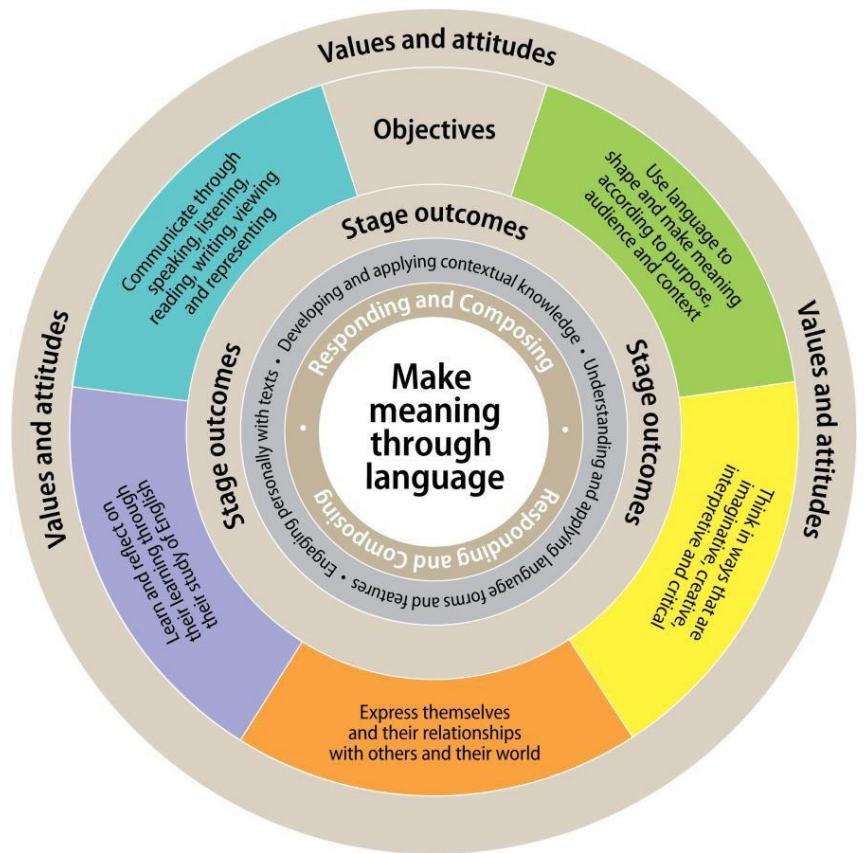 Values and attitudes
Objectives
Communicate through
speaking, listening,
reading, writing, viewing
and representing
Use language to
shape and make meaning
according to purpose,
audience and context
Think in ways that are
imaginative, creative,
interpretive and critical
Express themselves
and their relationships
with others and their world
Learn and reflect on
their learning through
their study of English
Values and attitudes
Values and attitudes
Stage outcomes
Stage outcomes
Stage outcomes
• Developing and applying contextual knowledge • Understanding and applying language forms and features • Engaging personally with texts
Responding and Composing
• Responding and Composing •
Make
meaning
through
language